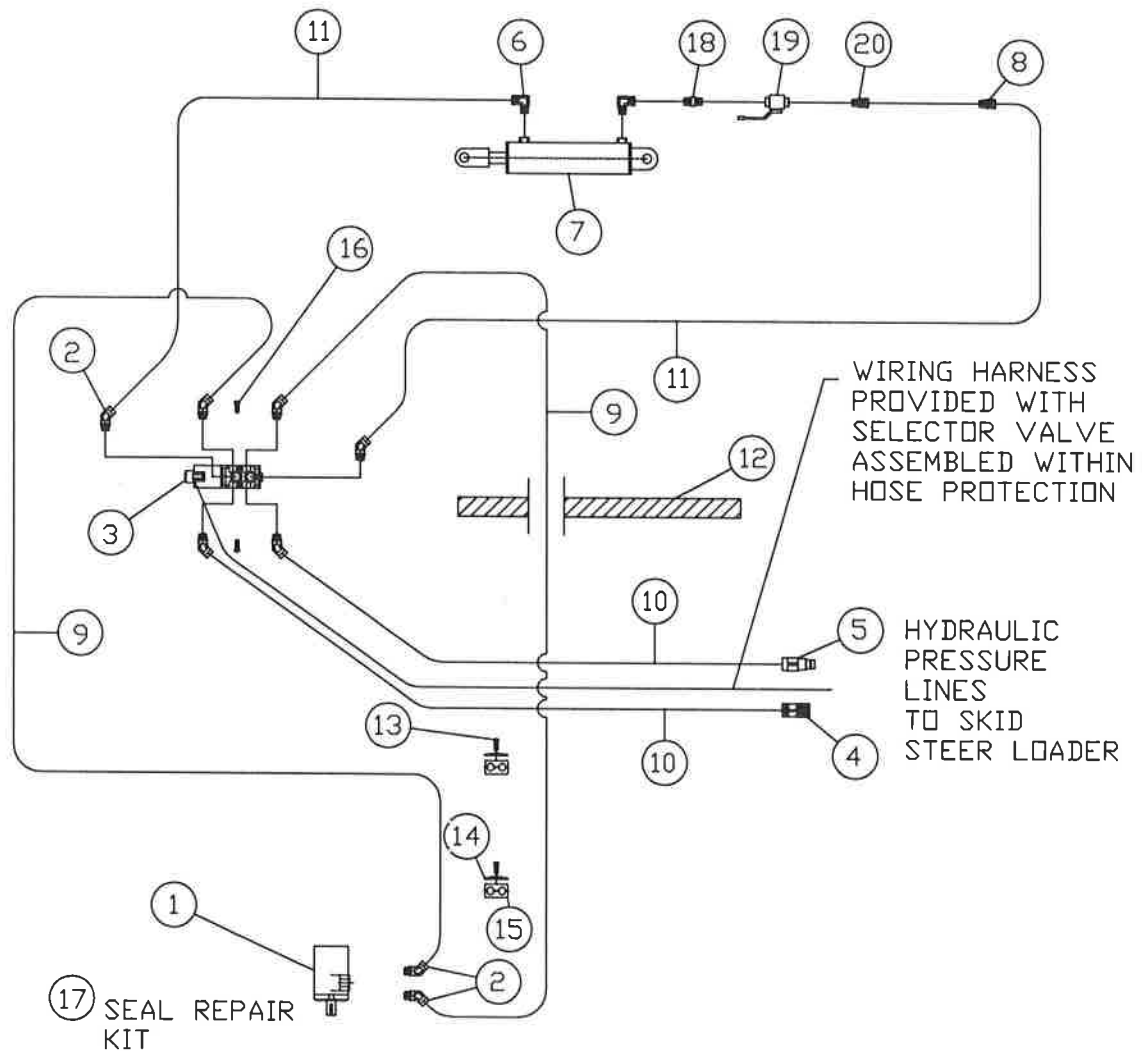 11
6
18
19
20
8
7
16
2
11
9
WIRING HARNESS
PROVIDED WITH
SELECTOR VALVE
ASSEMBLED WITHIN
HOSE PROTECTION
12
3
10
5
HYDRAULIC
PRESSURE
LINES
TO SKID
STEER LOADER
9
13
10
4
14
15
1
2
17
SEAL REPAIR
KIT